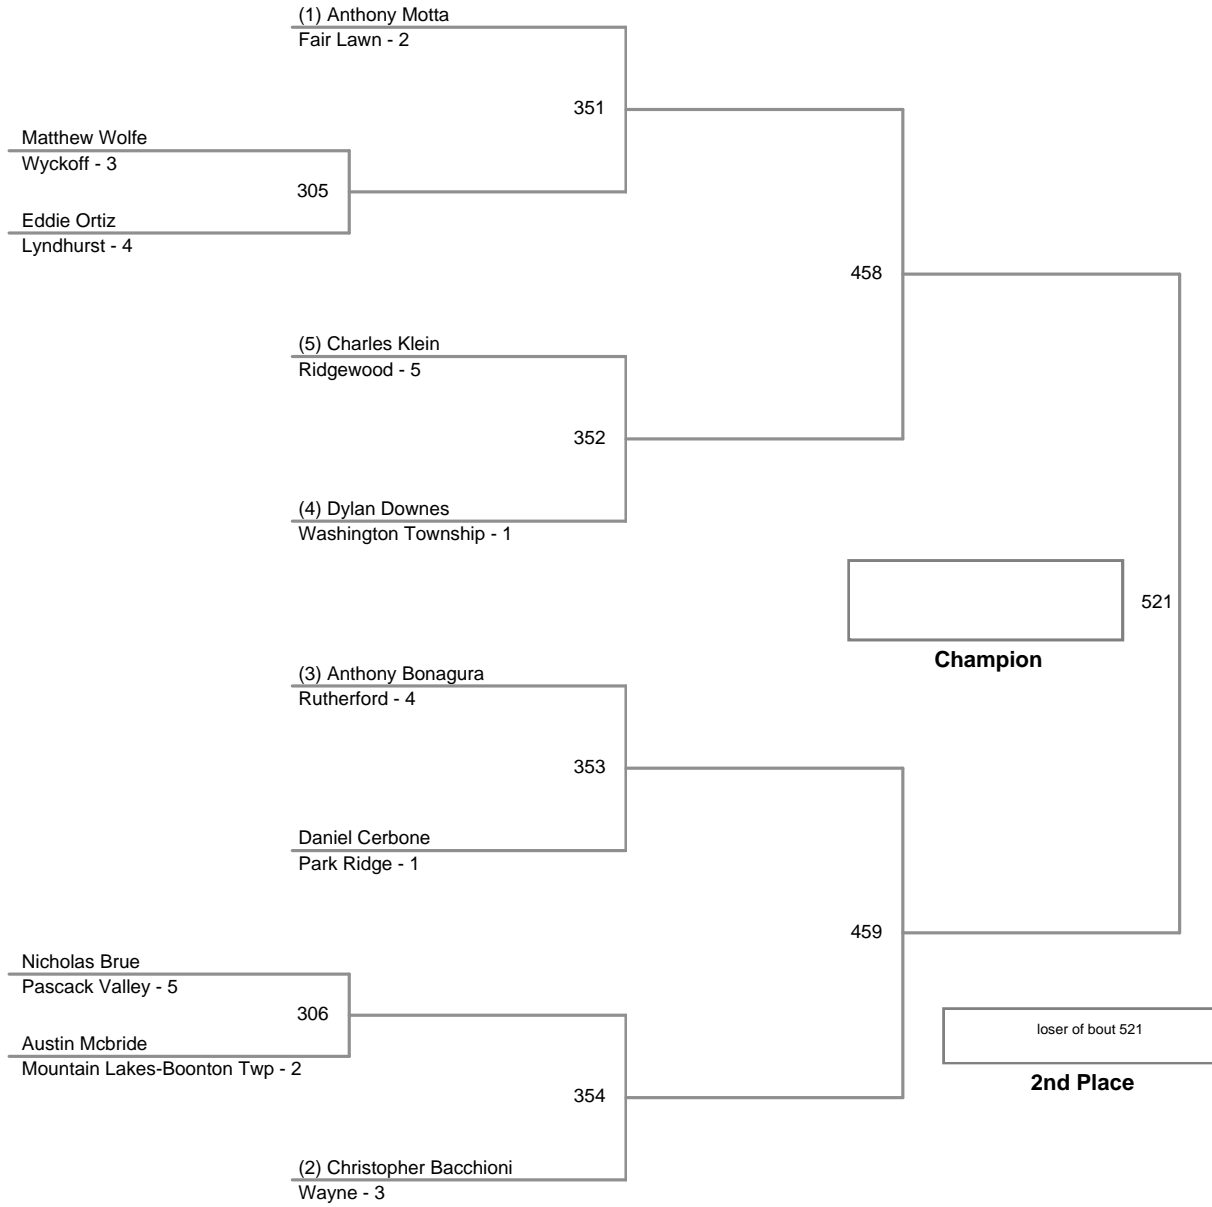 (1) Anthony Motta
Fair Lawn - 2
351
Matthew Wolfe
Wyckoff - 3
305
Eddie Ortiz
Lyndhurst - 4
458
(5) Charles Klein
Ridgewood - 5
352
(4) Dylan Downes
Washington Township - 1
521
Champion
(3) Anthony Bonagura
Rutherford - 4
353
Daniel Cerbone
Park Ridge - 1
459
Nicholas Brue
Pascack Valley - 5
306
Austin Mcbride
Mountain Lakes-Boonton Twp - 2
loser of bout 521
2nd Place
354
(2) Christopher Bacchioni
Wayne - 3